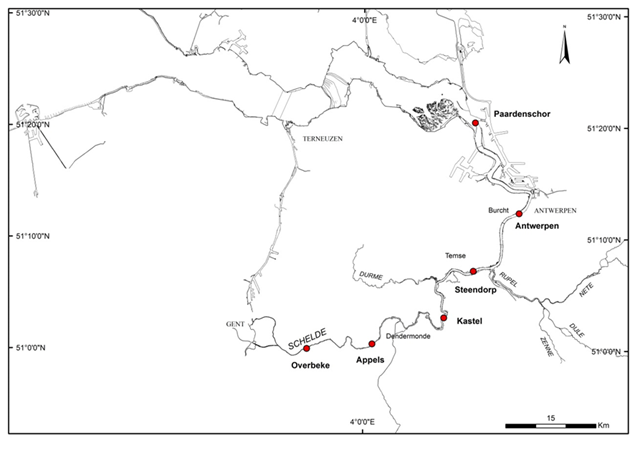 51°30'0"N
4°0'0"E
51°30'0"N
N
Paardenschor
51°20'0"N
51°20'0"N
TERNEUZEN
Burcht
ANTWERPEN
Antwerpen
51°10'0"N
51°10'0"N
Temse
DURME
RUPEL
NETE
Steendorp
GENT
SCHELDE
Kastel
DIJLE
Dendermonde
ZENNE
51°0'0"N
51°0'0"N
Overbeke
Appels
15
Km
4°0'0"E